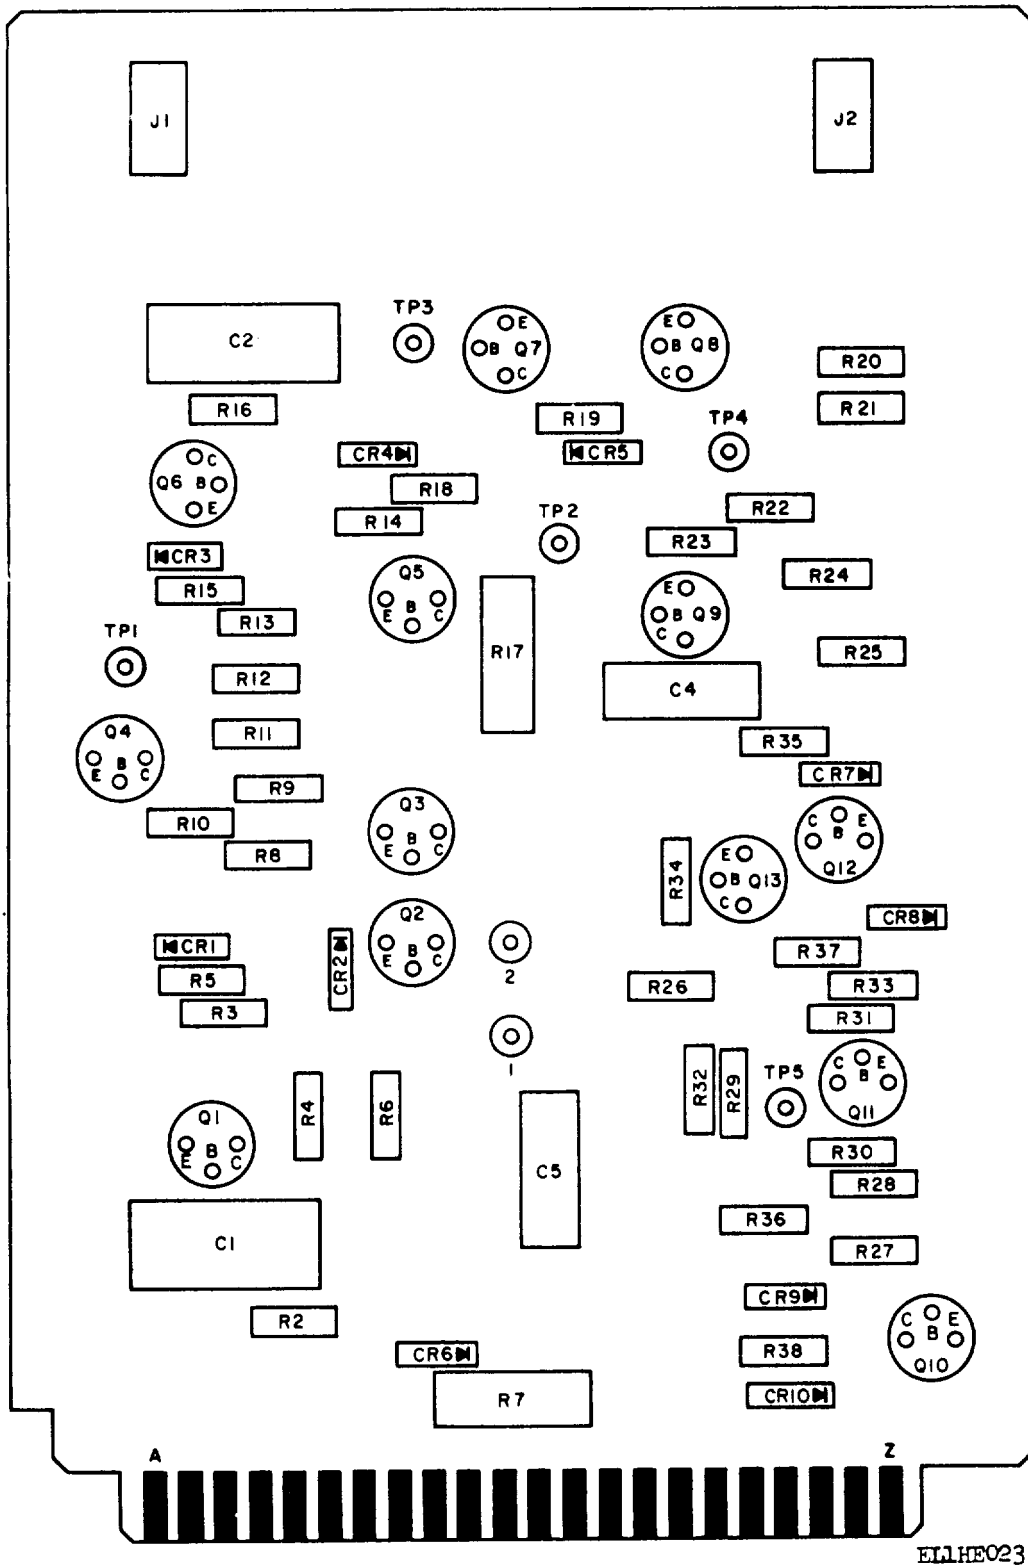 J1
J2
TP3
E
B Q7
C
E
B Q8
C
C2
R20
R16
R19
R21
TP4
CR4
CR5
C
Q6 B
E
R18
R14
TP2
R22
R23
CR3
R15
Q5
E B C
R24
E
B Q9
C
R13
TP1
R17
R12
R25
C4
Q4
E B C
R11
R35
CR7
R9
Q3
E B C
R10
R8
C B E
Q12
R34
E
B Q13
C
Q2
E B C
CR8
CR1
CR2
2
R37
R5
R26
R33
R3
R31
1
R32
R29
TP5
C B E
Q11
R4
R6
Q1
E B C
R30
C5
R28
C1
R36
R27
CR9
R2
C B E
Q10
CR6
R38
R7
CR10
A
Z
EL1HE023